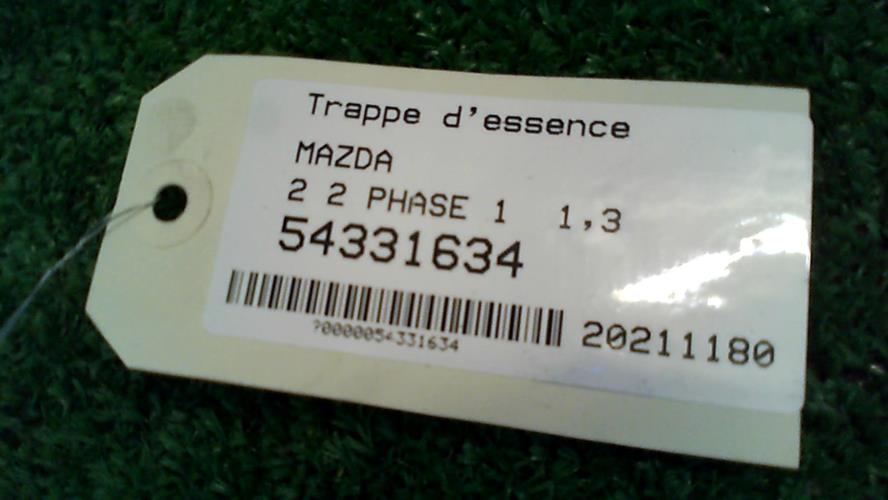 Trappe d'essence
MAZDA
2 2 PHASE 1 1,3
54331634
20211180
?0000054331634